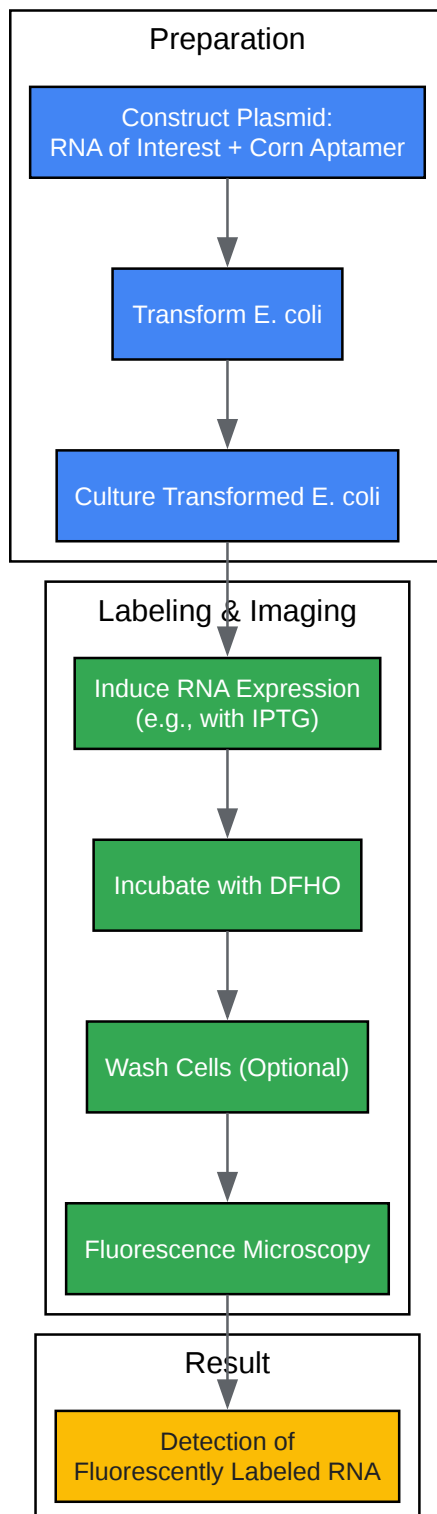 Preparation
Construct Plasmid:
RNA of Interest + Corn Aptamer
Transform E. coli
Culture Transformed E. coli
Labeling & Imaging
Induce RNA Expression
(e.g., with IPTG)
Incubate with DFHO
Wash Cells (Optional)
Fluorescence Microscopy
Result
Detection of
Fluorescently Labeled RNA